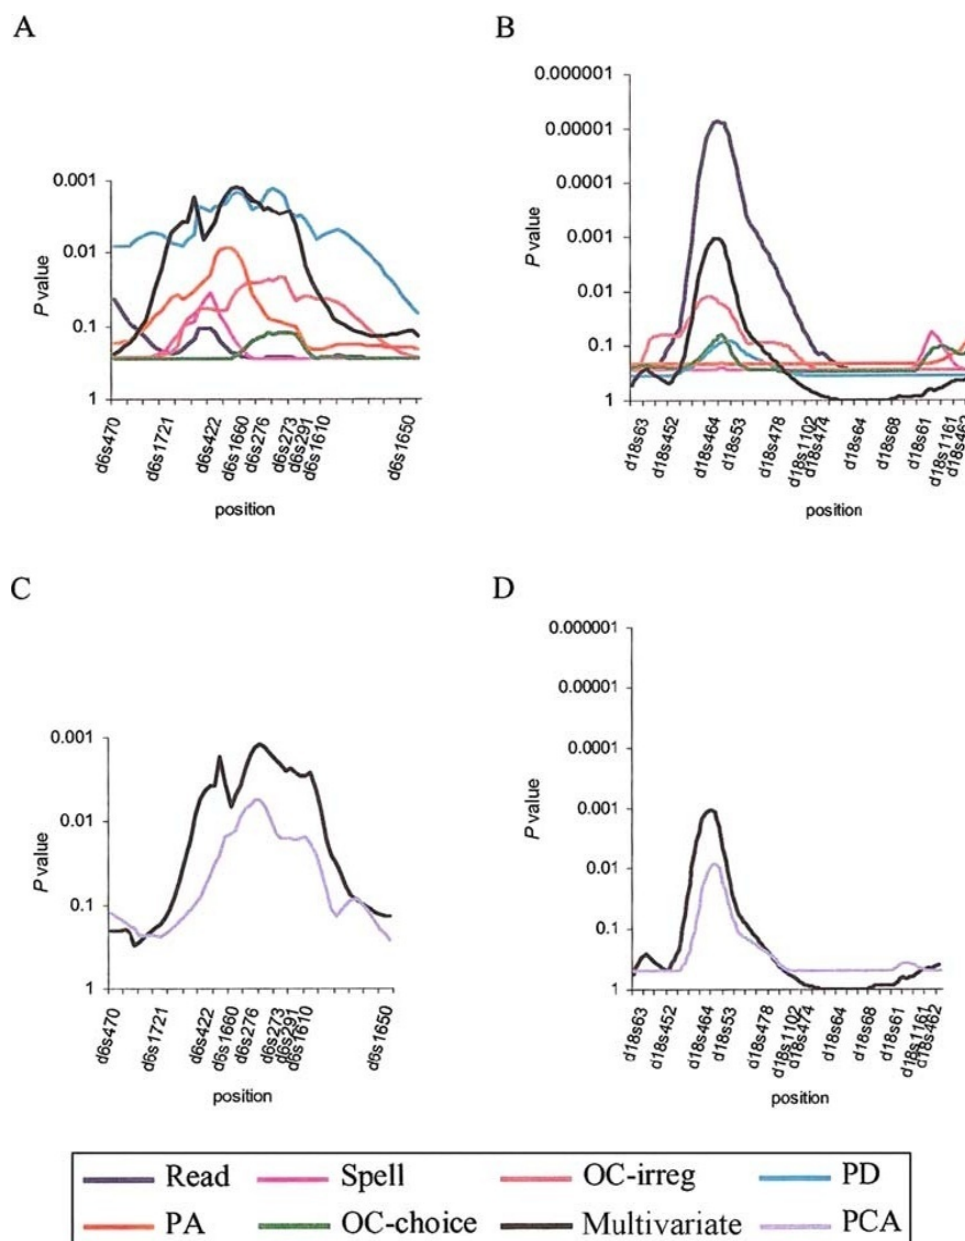 A
B
0.000001
0.00001
0.0001
0.001
0.01
0.1
1
P value
d18s63
d18s452
d18s464
d18s53
d18s478
d18s1102
d18s474
d18s64
d18s68
d18s61
d18s1161
d18s462
position
0.001
0.01
0.1
1
P value
d6s470
d6s1721
d6s422
d6s1660
d6s276
d6s273
d6s291
d6s1610
d6s1650
position
C
D
0.001
0.01
0.1
1
P value
d6s470
d6s1721
d6s422
d6s1660
d6s276
d6s273
d6s291
d6s1610
d6s1650
position
0.000001
0.00001
0.0001
0.001
0.01
0.1
1
P value
d18s63
d18s452
d18s464
d18s53
d18s478
d18s1102
d18s474
d18s64
d18s68
d18s61
d18s1161
d18s462
position
Read Spell OC-irreg PD
PA OC-choice Multivariate PCA